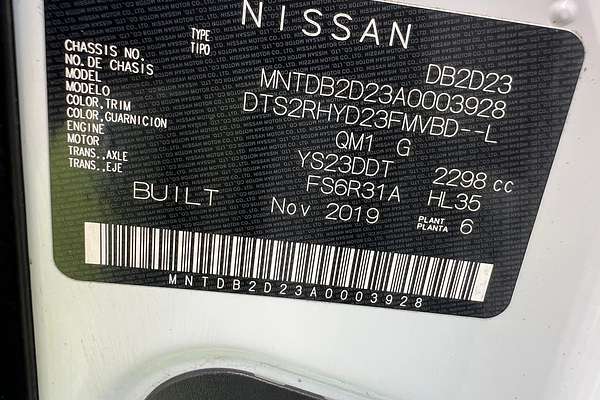 NISSAN
TYPE DB2D23
TIPO
CHASSIS NO. MNTDB2D23A0003928
NO. DE CHASIS
MODEL DTS2RHYD23FMVBD--L
MODELO
COLOR, TRIM QM1 G
COLOR, GUARNICION
ENGINE YS23DDT 2298 cc
MOTOR
TRANS., AXLE FS6R31A HL35
TRANS., EJE
BUILT Nov 2019 PLANT 6
PLANTA
MNTDB2D23A0003928